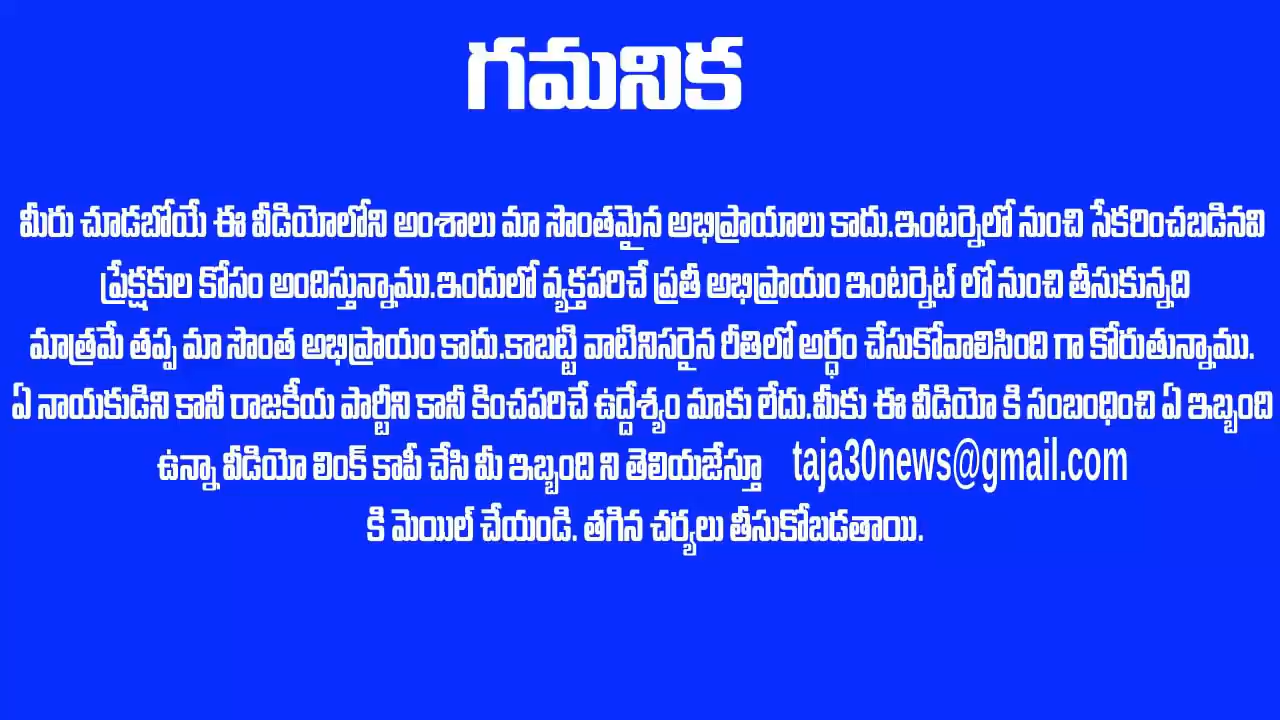 గమనిక
మీరు చూడబోయే ఈ వీడియోలోని అంశాలు మా సొంతమైన అభిప్రాయాలు కాదు.ఇంటర్నెలో నుంచి సేకరించబడినవి
ప్రేక్షకుల కోసం అందిస్తున్నాము.ఇందులో వ్యక్తపరిచే ప్రతీ అభిప్రాయం ఇంటర్నెట్ లో నుంచి తీసుకున్నది
మాత్రమే తప్ప మా సొంత అభిప్రాయం కాదు.కాబట్టి వాటినిసరైన రీతిలో అర్ధం చేసుకోవాలిసింది గా కోరుతున్నాము.
ఏ నాయకుడిని కానీ రాజకీయ పార్టీని కానీ కించపరిచే ఉద్దేశ్యం మాకు లేదు.మీకు ఈ వీడియో కి సంబంధించి ఏ ఇబ్బంది
ఉన్నా వీడియో లింక్ కాపీ చేసి మీ ఇబ్బంది ని తెలియజేస్తూ taja30news@gmail.com
కి మెయిల్ చేయండి. తగిన చర్యలు తీసుకోబడతాయి.